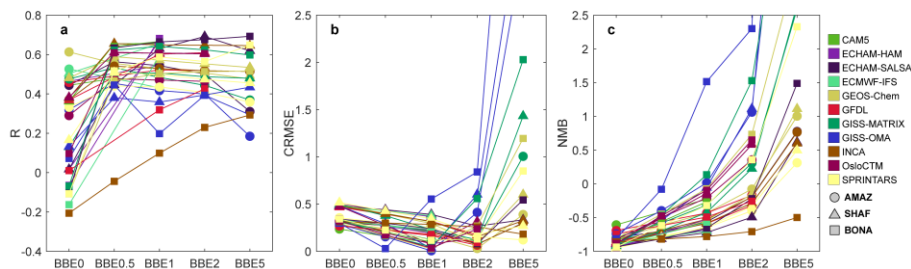 a
R
0.8
0.6
0.4
0.2
0
-0.2
-0.4
BBE0 BBE0.5 BBE1 BBE2 BBE5
b
CRMSE
2.5
2
1.5
1
0.5
0
BBE0 BBE0.5 BBE1 BBE2 BBE5
c
NMB
2.5
2
1.5
1
0.5
0
-0.5
-1
BBE0 BBE0.5 BBE1 BBE2 BBE5
CAM5
ECHAM-HAM
ECHAM-SALSA
ECMWF-IFS
GEOS-Chem
GFDL
GISS-MATRIX
GISS-OMA
INCA
OsloCTM
SPRINTARS
AMAZ
SHAF
BONA